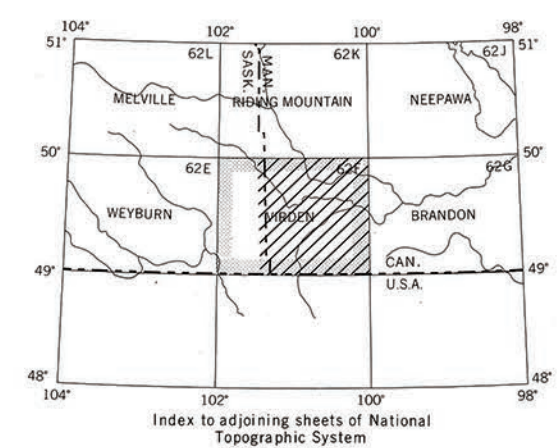 104° 102° 100° 98°
51° 62L 62K 62J 51°
SASK. MAN.
MELVILLE RIDING MOUNTAIN NEEPAWA
50° 62E 62F 62G 50°
WEYBURN VIRDEN BRANDON
49° CAN. 49°
U.S.A.
48° 48°
104° 102° 100° 98°
Index to adjoining sheets of National
Topographic System